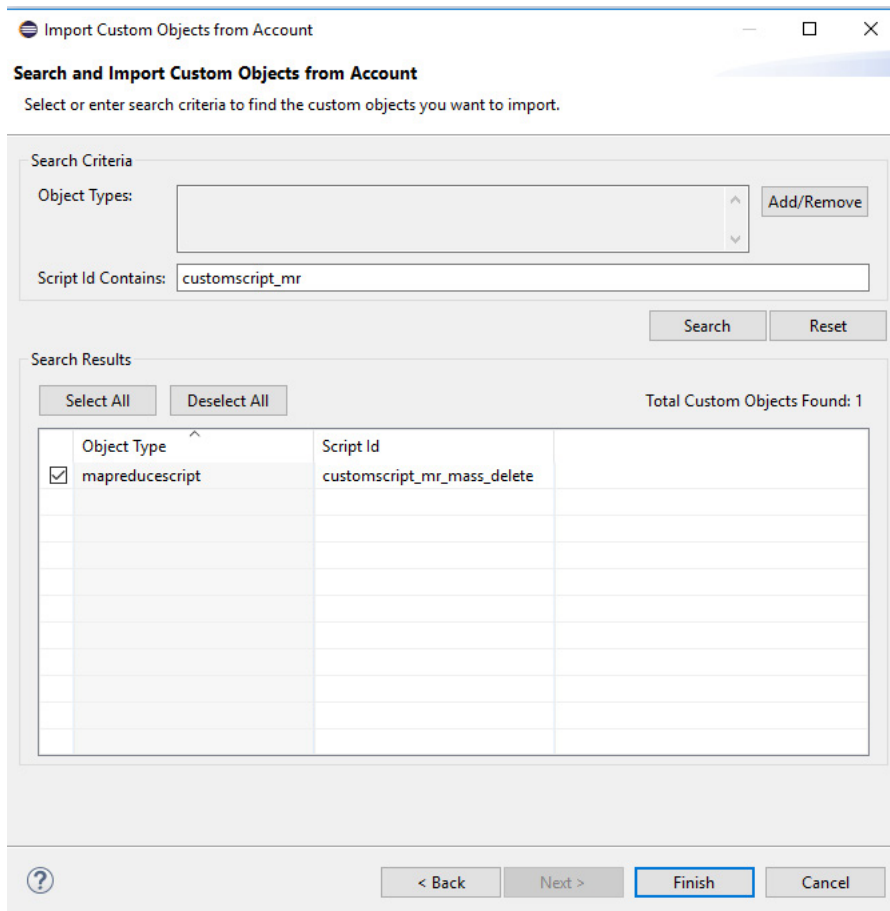 Import Custom Objects from Account
Search and Import Custom Objects from Account
Select or enter search criteria to find the custom objects you want to import.
Search Criteria
Object Types:
Add/Remove
Script Id Contains: customscript_mr
Search Reset
Search Results
Select All Deselect All Total Custom Objects Found: 1
Object Type Script Id
mapreducescript customscript_mr_mass_delete
? < Back Next > Finish Cancel